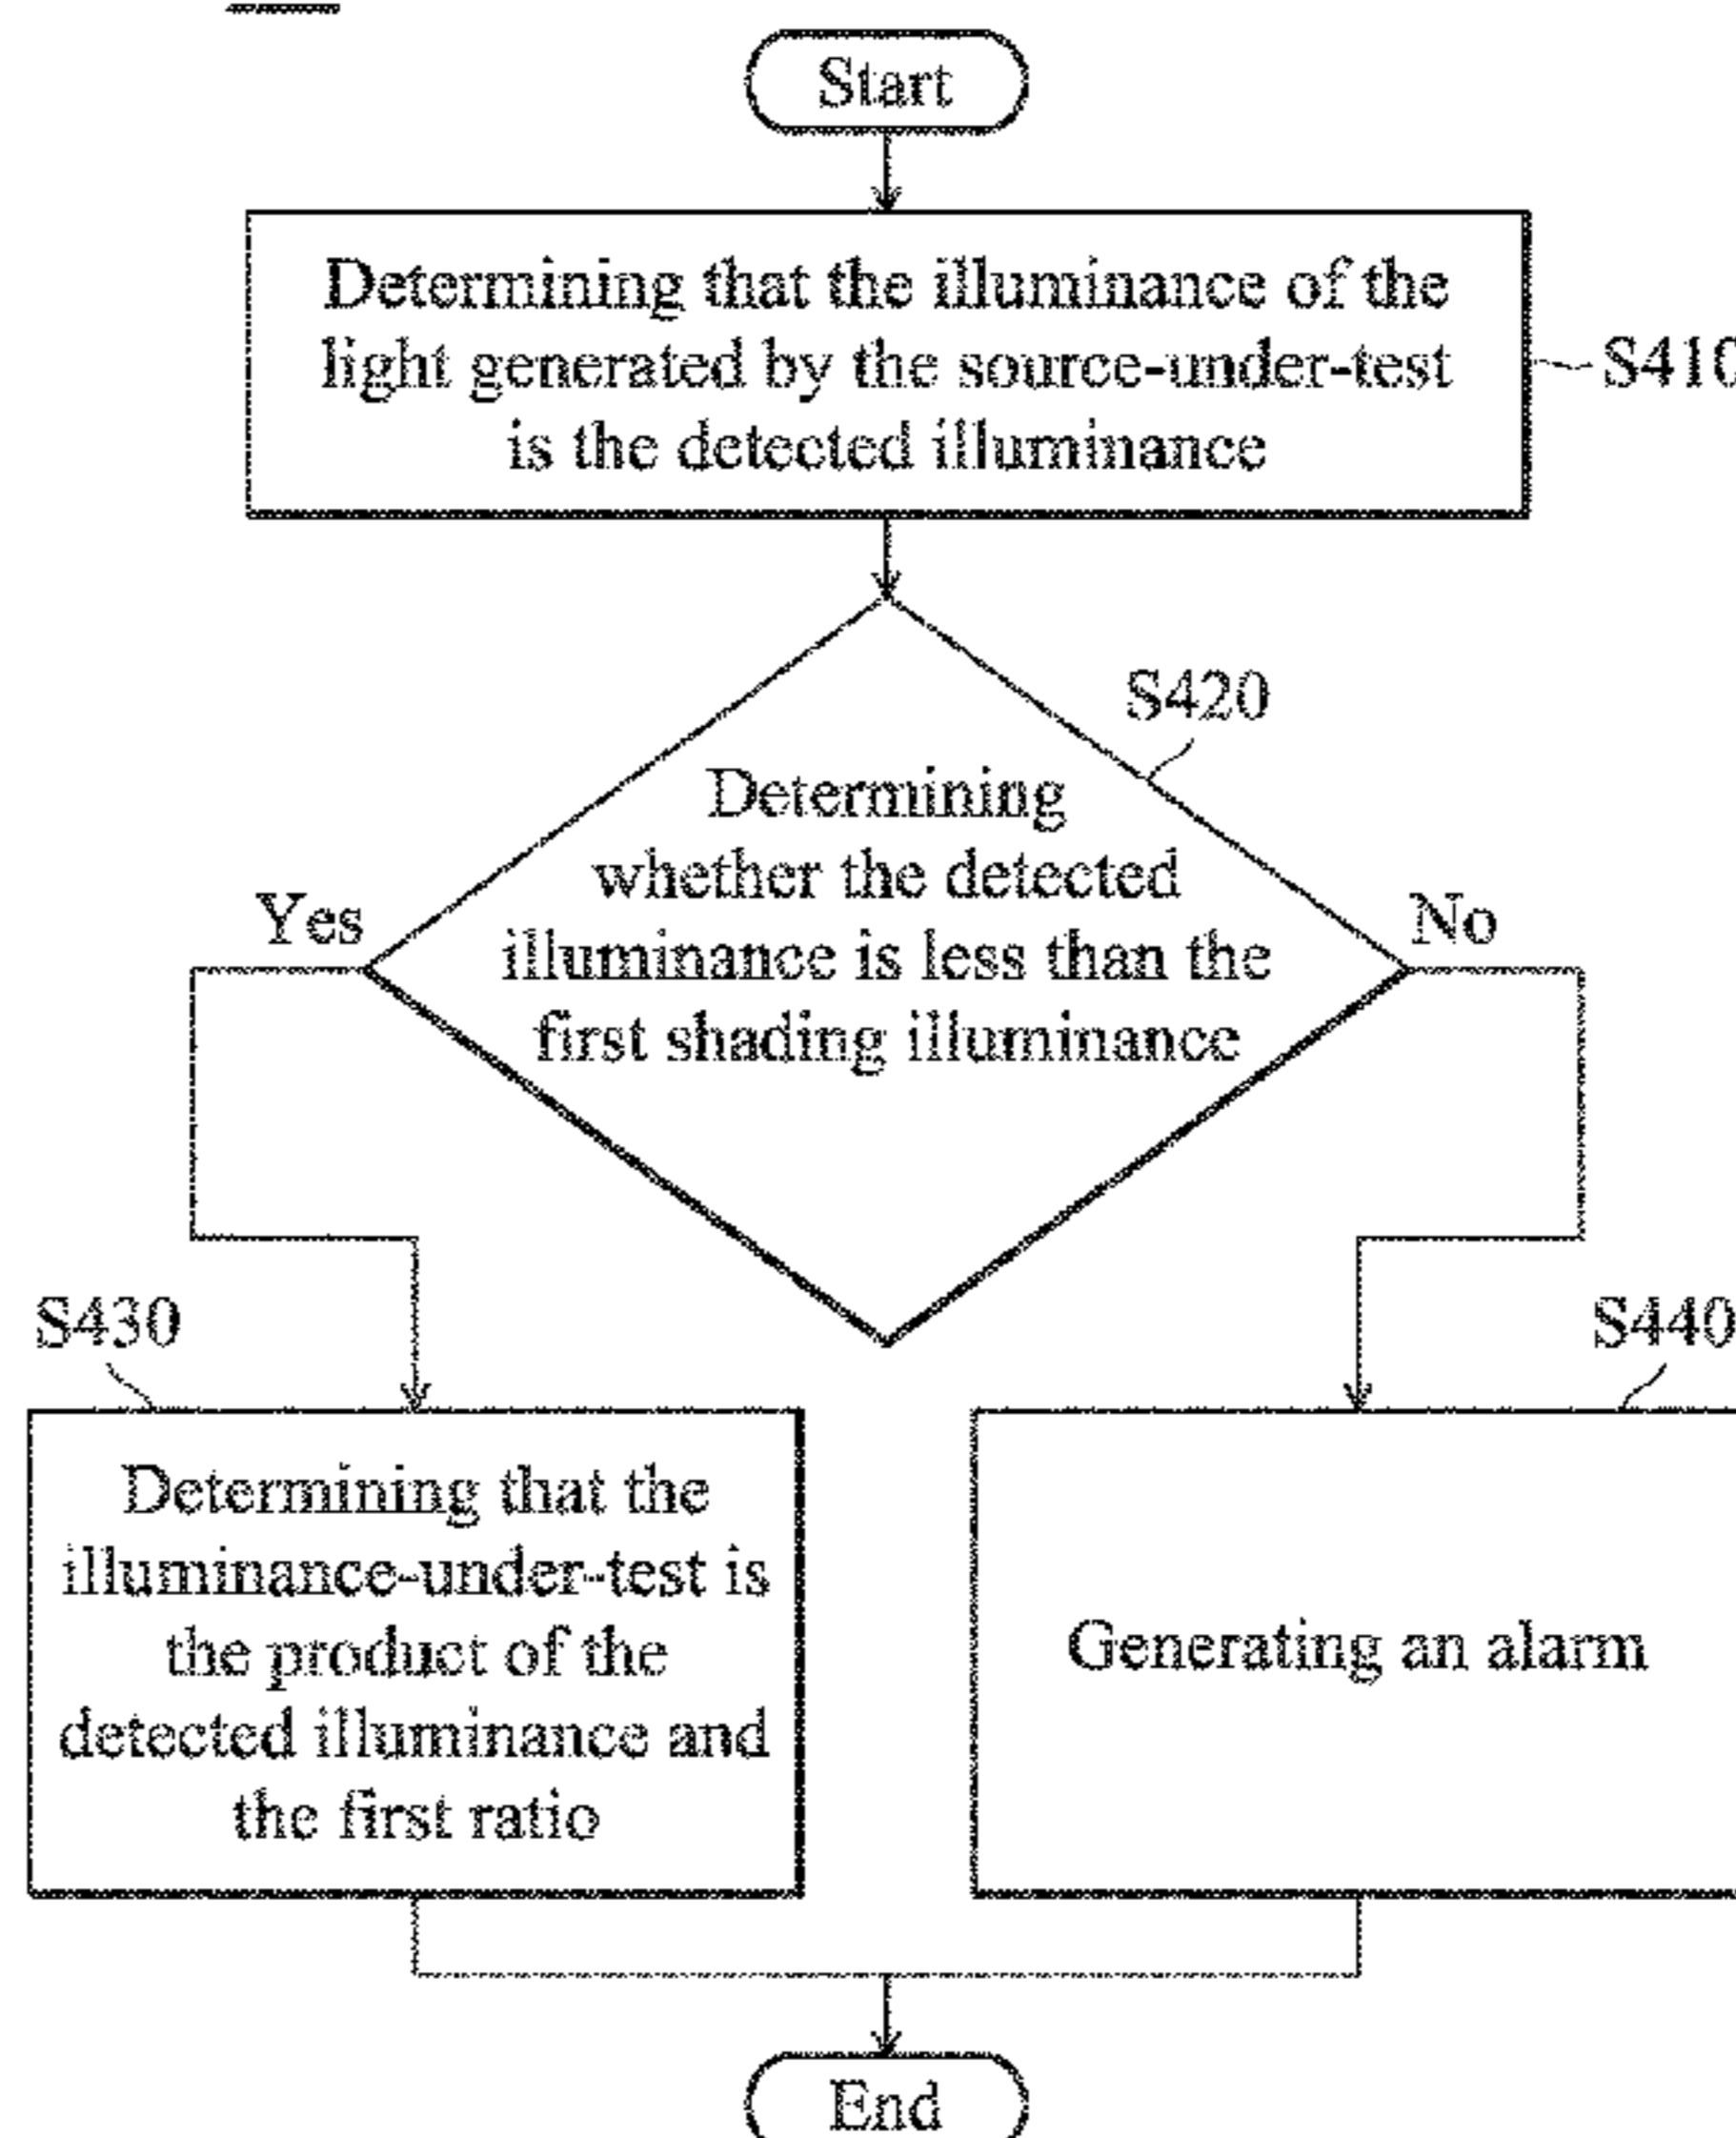 Start
Determining that the illuminance of the
light generated by the source-under-test
is the detected illuminance
S410
S420
Determining
whether the detected
illuminance is less than the
first shading illuminance
Yes
No
S430
S440
Determining that the
illuminance-under-test is
the product of the
detected illuminance and
the first ratio
Generating an alarm
End